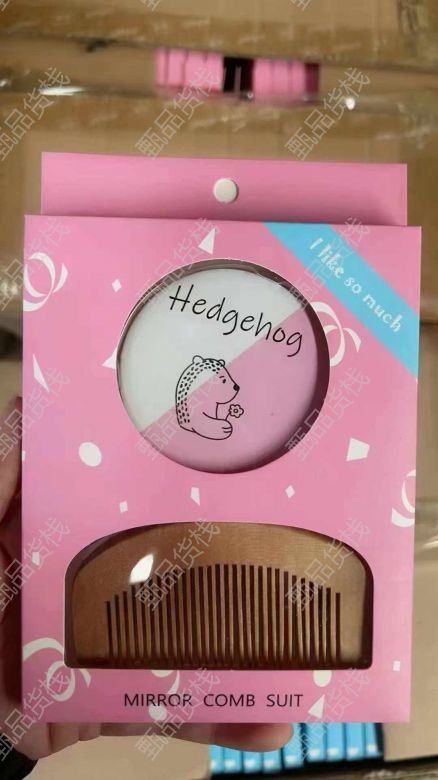 I like so much
Hedgehog
MIRROR COMB SUIT
甄品货栈